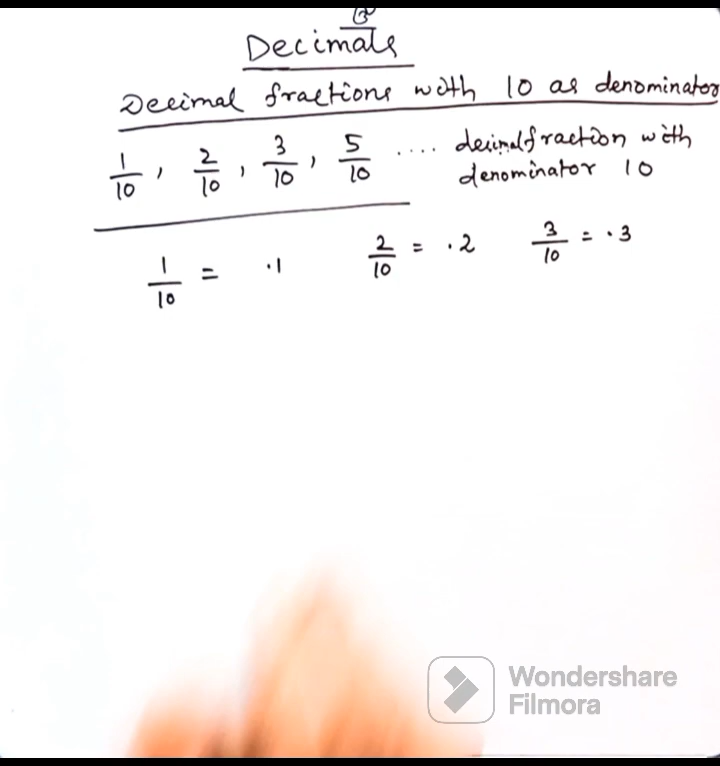 Decimals
Decimal fractions with 10 as denominator
1/10, 2/10, 3/10, 5/10 .... decimal fraction with
denominator 10
1/10 = .1 2/10 = .2 3/10 = .3
Wondershare
Filmora